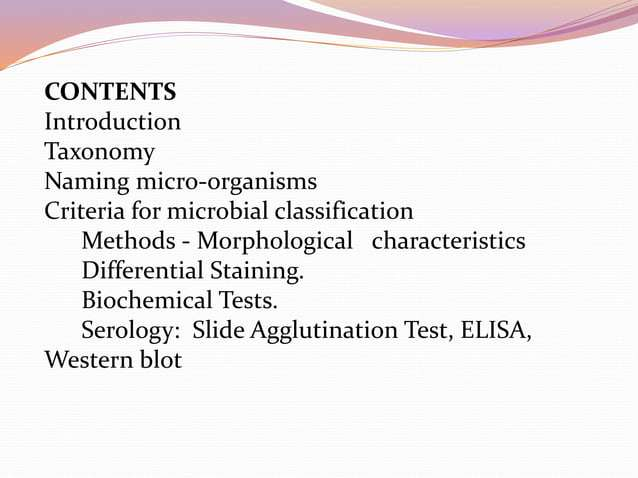 CONTENTS
Introduction
Taxonomy
Naming micro-organisms
Criteria for microbial classification
Methods - Morphological characteristics
Differential Staining.
Biochemical Tests.
Serology: Slide Agglutination Test, ELISA,
Western blot